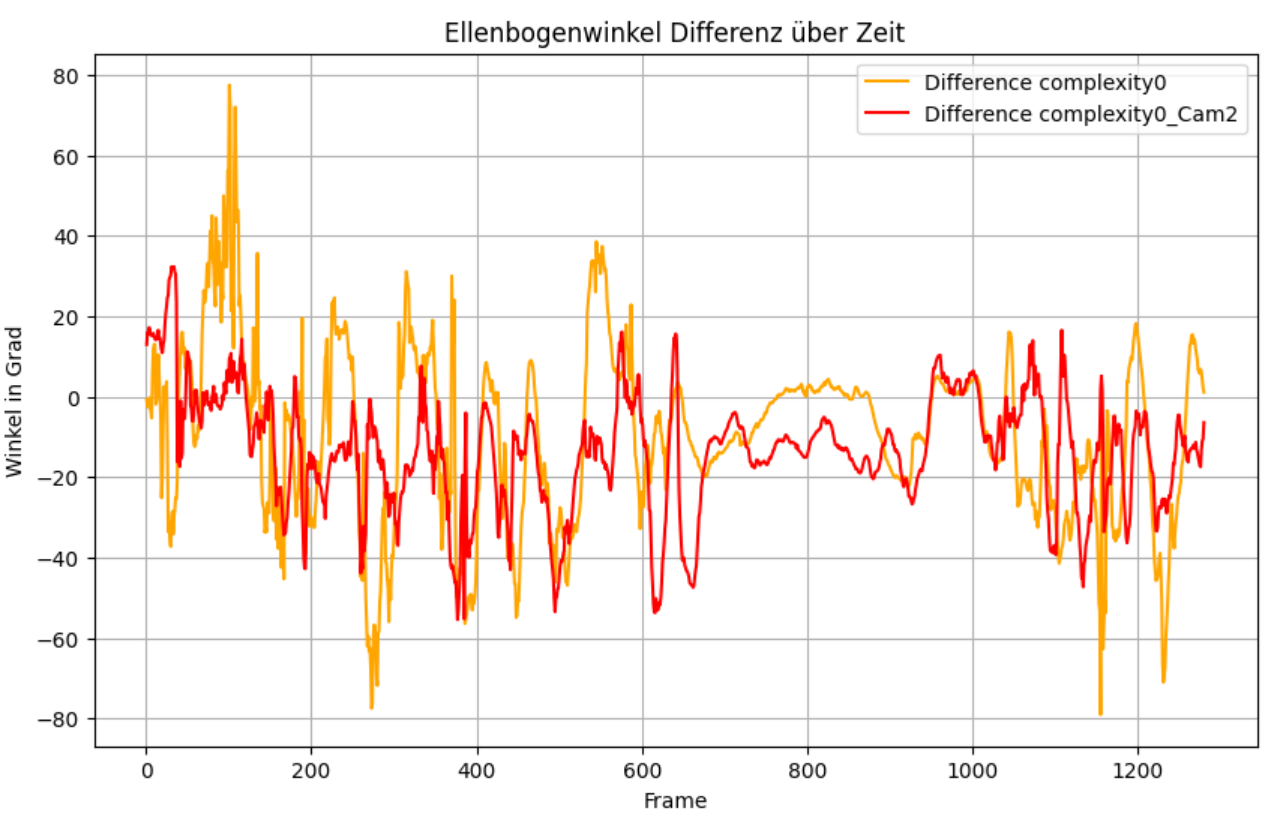 Ellenbogenwinkel Differenz über Zeit
Difference complexity0
Difference complexity0_Cam2
80
60
40
20
0
−20
−40
−60
−80
Winkel in Grad
0 200 400 600 800 1000 1200
Frame